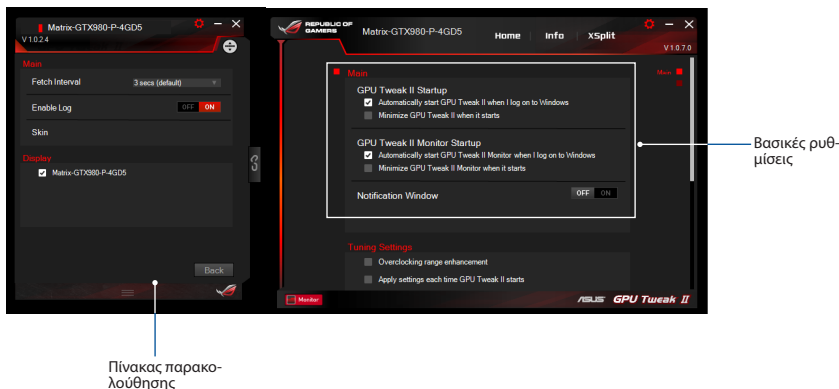 Matrix-GTX980-P-4GD5
V 1.0.2.4
Main
Fetch Interval 3 secs (default)
Enable Log OFF ON
Skin
Display
Matrix-GTX980-P-4GD5
Back
REPUBLIC OF
GAMERS
Matrix-GTX980-P-4GD5
Home Info XSplit
V 1.0.7.0
Main
Main
GPU Tweak II Startup
Automatically start GPU Tweak II when I log on to Windows
Minimize GPU Tweak II when it starts
GPU Tweak II Monitor Startup
Automatically start GPU Tweak II Monitor when I log on to Windows
Minimize GPU Tweak II Monitor when it starts
Notification Window OFF ON
Tuning Settings
Overclocking range enhancement
Apply settings each time GPU Tweak II starts
Monitor
ASUS GPU Tweak II
Βασικές ρυθ-
μίσεις
Πίνακας παρακο-
λούθησης